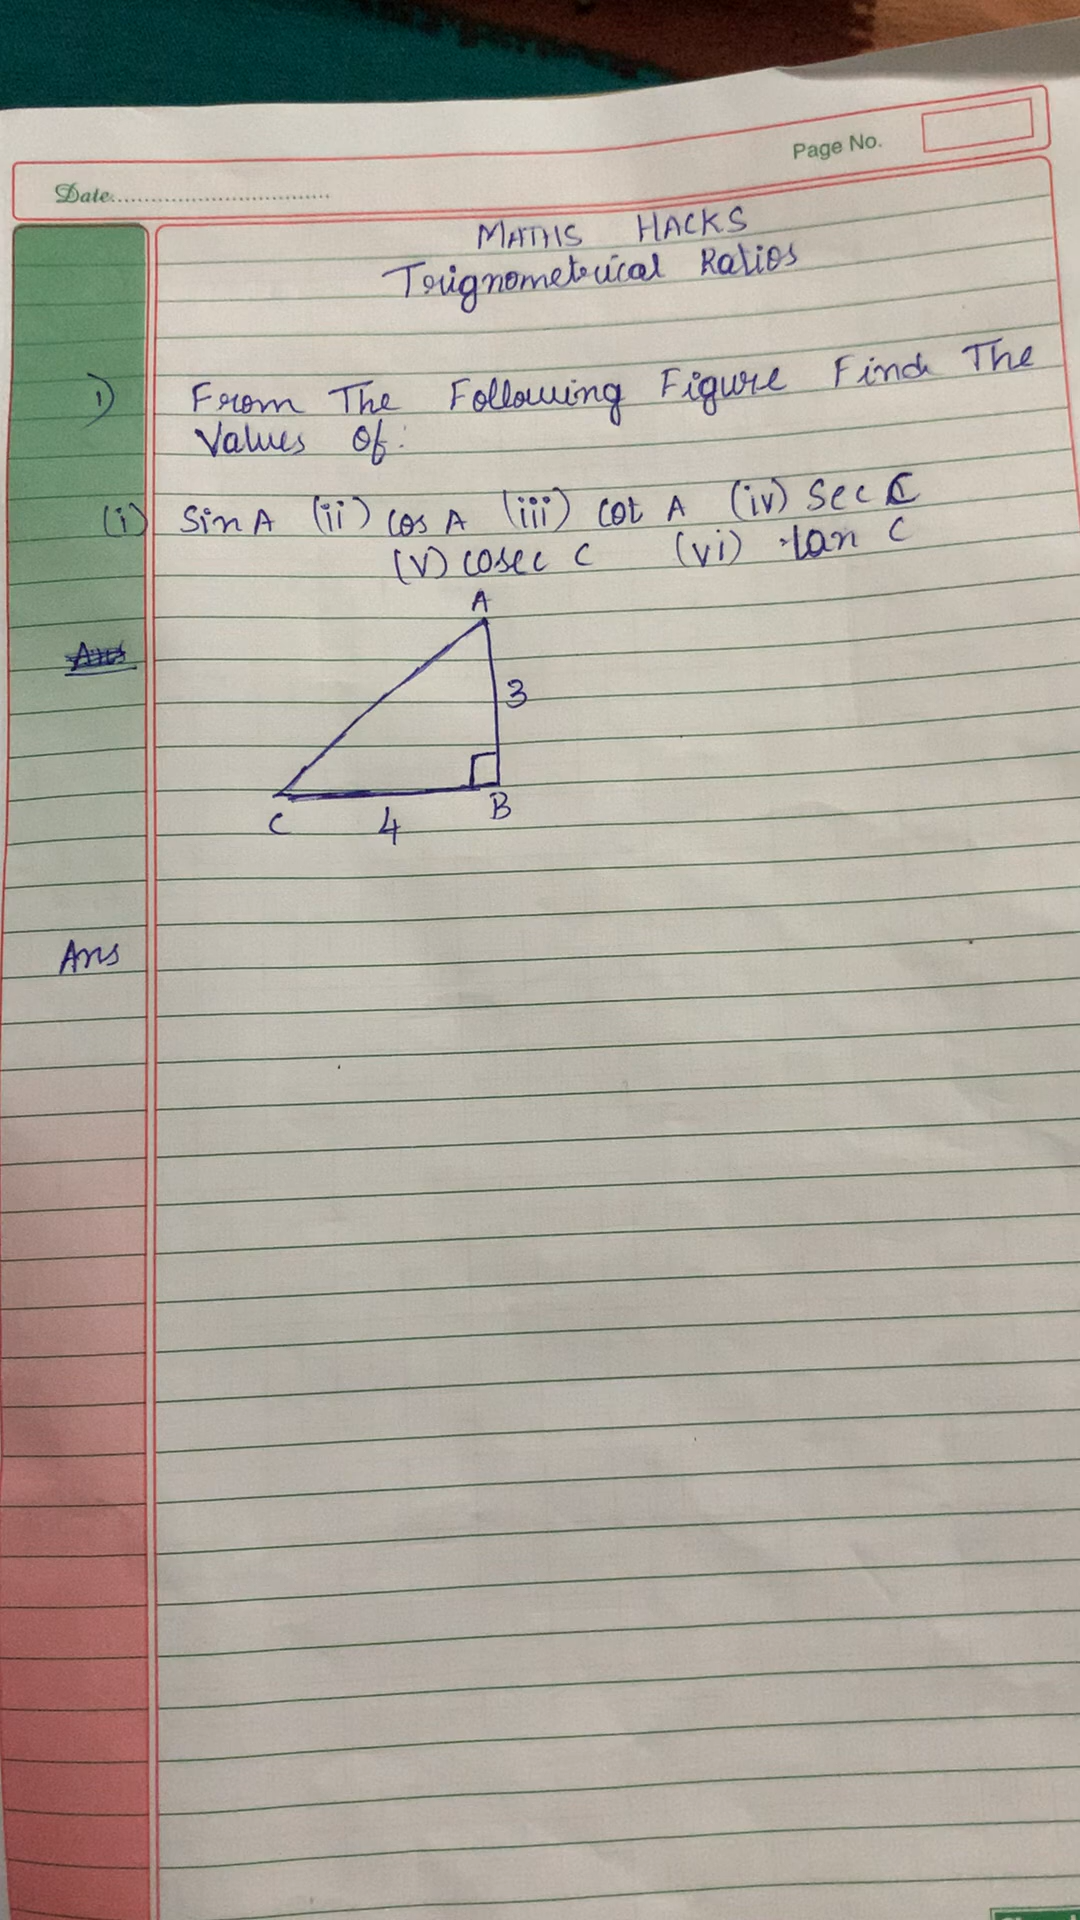 Page No.
Date
MATHS HACKS
Trignometrical Ratios
1) From The Following Figure Find The
Values Of:
(i) Sin A (ii) Cos A (iii) Cot A (iv) Sec C
(v) Cosec C (vi) tan C
A
Ans
3
C 4 B
Ans